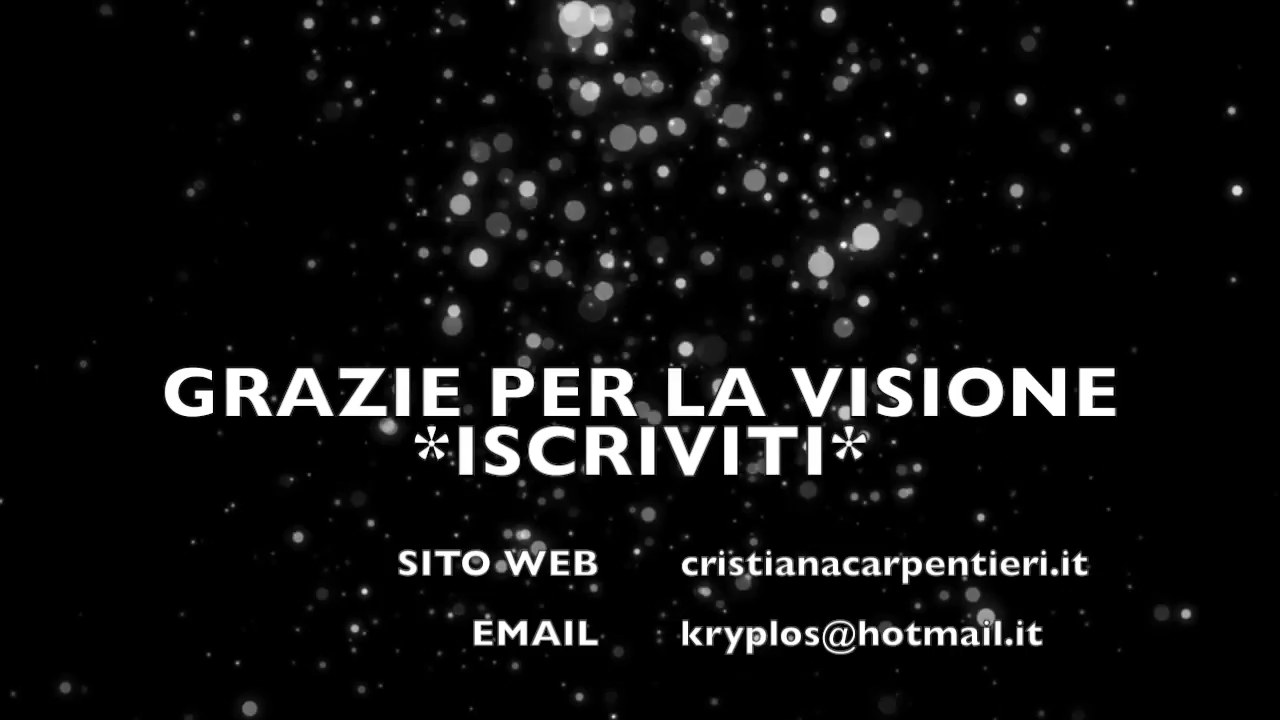 GRAZIE PER LA VISIONE
*ISCRIVITI*
SITO WEB cristianacarpentieri.it
EMAIL kryplos@hotmail.it